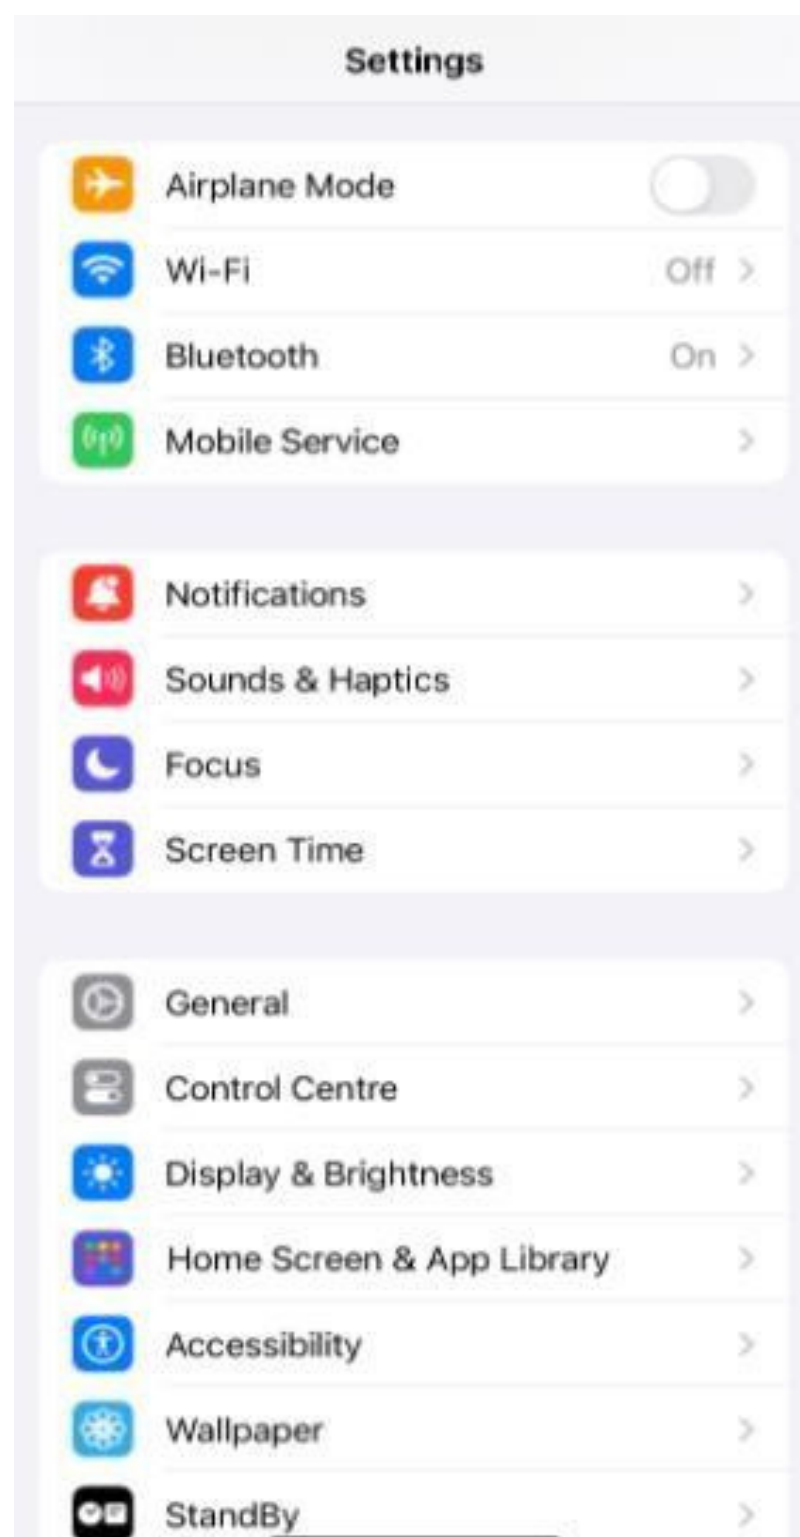 Settings
Airplane Mode
Wi-Fi Off
Bluetooth On
Mobile Service
Notifications
Sounds & Haptics
Focus
Screen Time
General
Control Centre
Display & Brightness
Home Screen & App Library
Accessibility
Wallpaper
StandBy